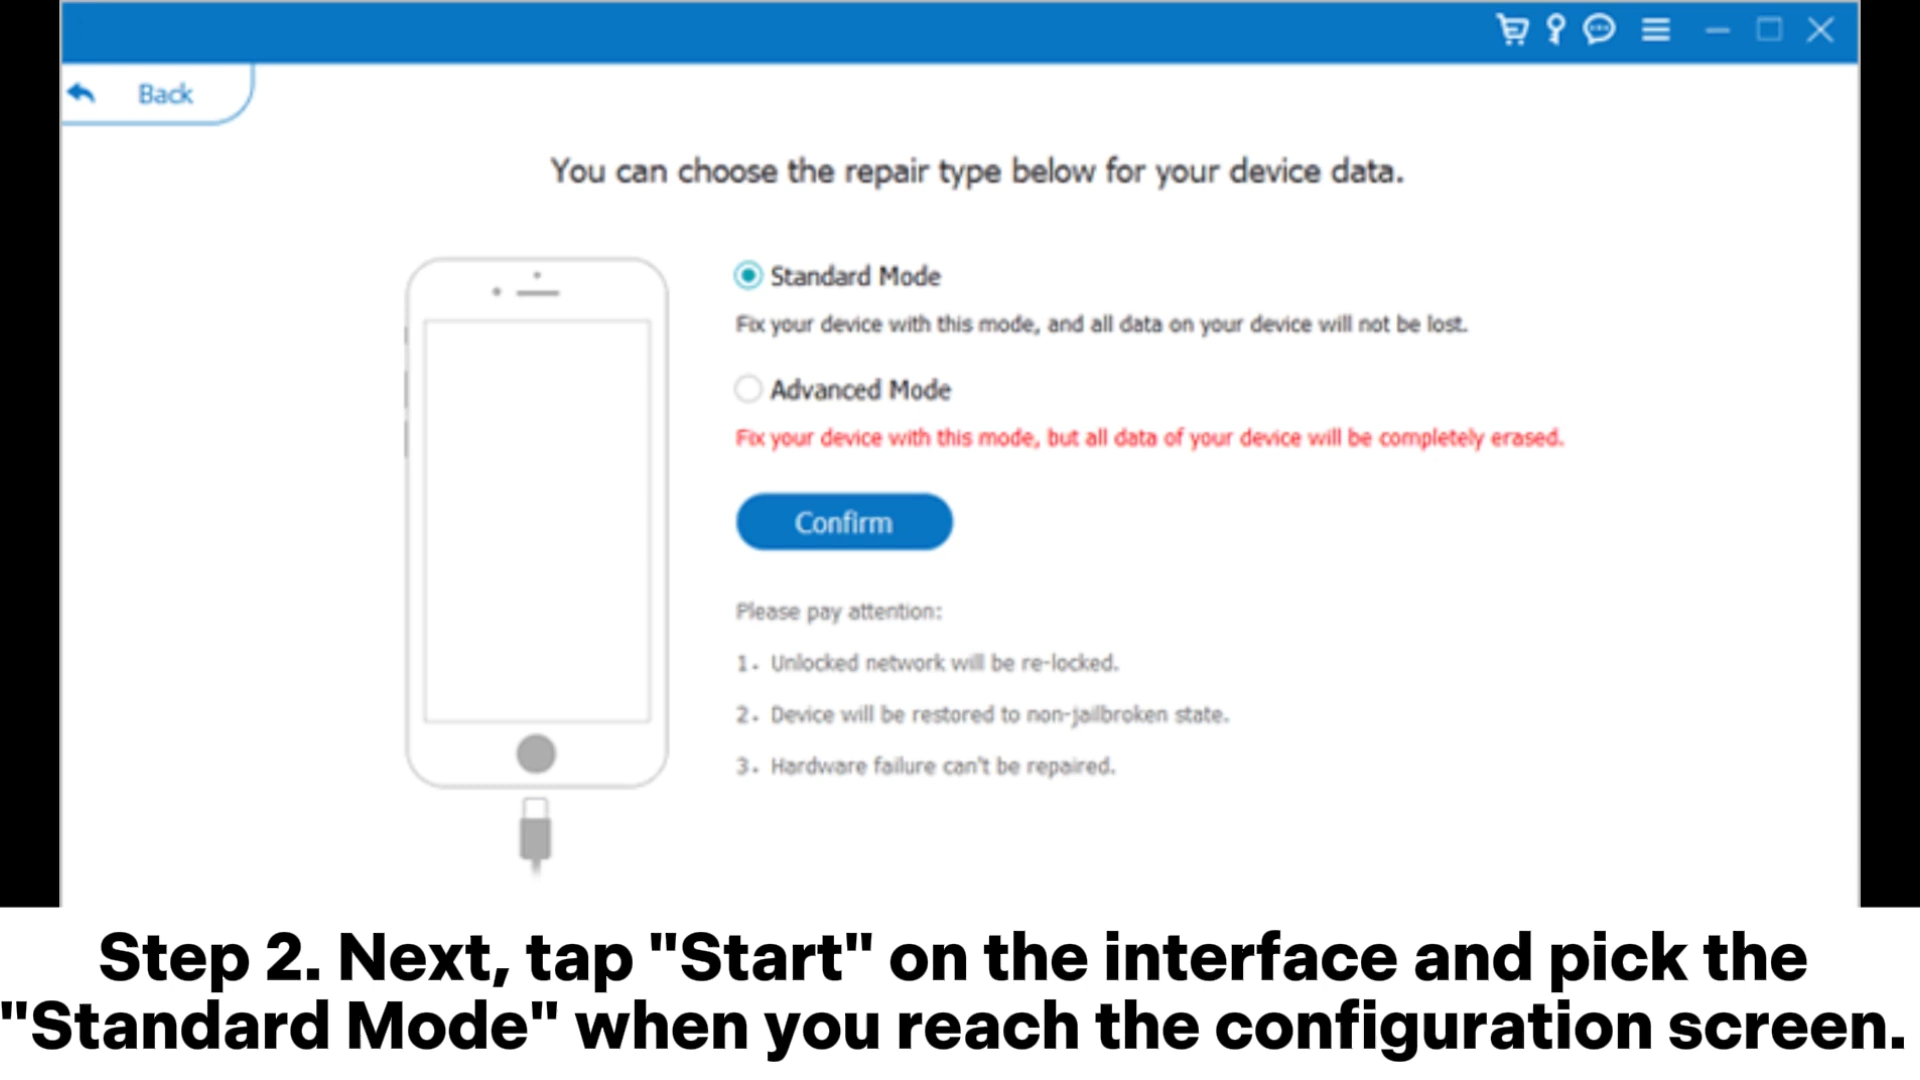 Back
You can choose the repair type below for your device data.
Standard Mode
Fix your device with this mode, and all data on your device will not be lost.
Advanced Mode
Fix your device with this mode, but all data of your device will be completely erased.
Confirm
Please pay attention:
1. Unlocked network will be re-locked.
2. Device will be restored to non-jailbroken state.
3. Hardware failure can't be repaired.
Step 2. Next, tap "Start" on the interface and pick the
"Standard Mode" when you reach the configuration screen.